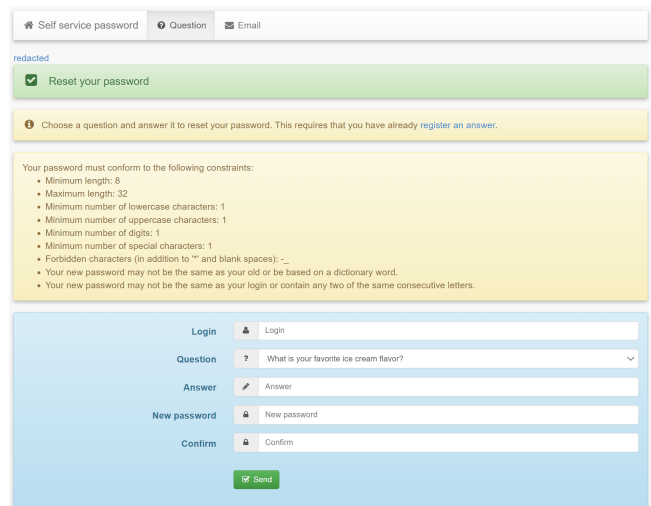 Self service password Question Email
redacted
Reset your password
Choose a question and answer it to reset your password. This requires that you have already register an answer.
Your password must conform to the following constraints:
• Minimum length: 8
• Maximum length: 32
• Minimum number of lowercase characters: 1
• Minimum number of uppercase characters: 1
• Minimum number of digits: 1
• Minimum number of special characters: 1
• Forbidden characters (in addition to '*' and blank spaces): -_
• Your new password may not be the same as your old or be based on a dictionary word.
• Your new password may not be the same as your login or contain any two of the same consecutive letters.
Login Login
Question ? What is your favorite ice cream flavor?
Answer Answer
New password New password
Confirm Confirm
Send